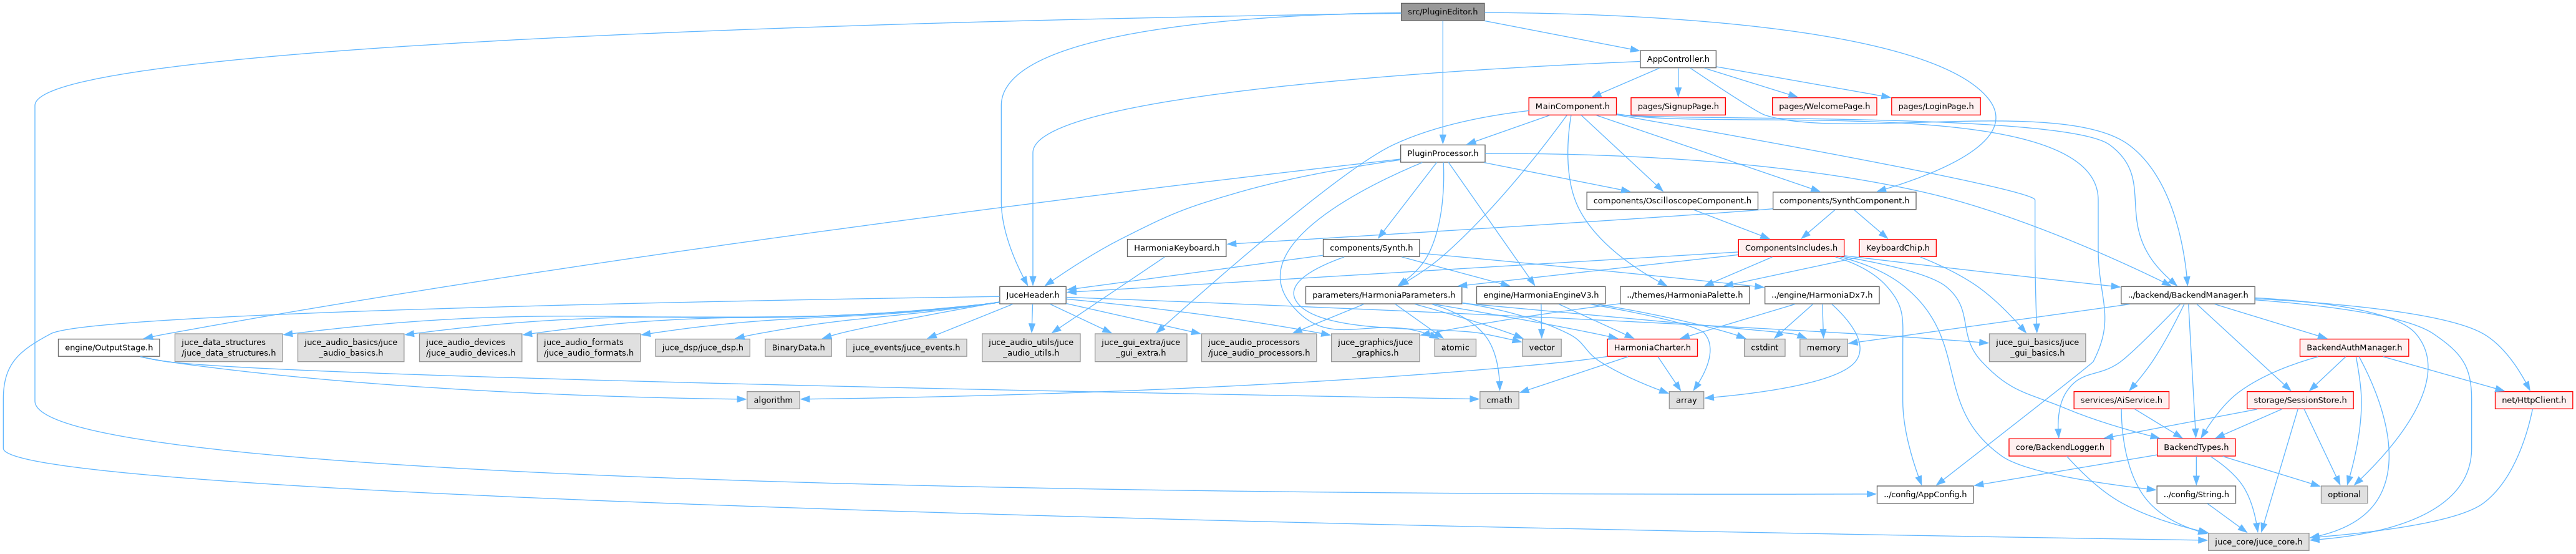 src/PluginEditor.h
AppController.h
MainComponent.h
pages/SignupPage.h
pages/WelcomePage.h
pages/LoginPage.h
PluginProcessor.h
components/OscilloscopeComponent.h
components/SynthComponent.h
HarmoniaKeyboard.h
components/Synth.h
ComponentsIncludes.h
KeyboardChip.h
JuceHeader.h
parameters/HarmoniaParameters.h
engine/HarmoniaEngineV3.h
../themes/HarmoniaPalette.h
../engine/HarmoniaDx7.h
../backend/BackendManager.h
engine/OutputStage.h
juce_data_structures
/juce_data_structures.h
juce_audio_basics/juce
_audio_basics.h
juce_audio_devices
/juce_audio_devices.h
juce_audio_formats
/juce_audio_formats.h
juce_dsp/juce_dsp.h
BinaryData.h
juce_events/juce_events.h
juce_audio_utils/juce
_audio_utils.h
juce_gui_extra/juce
_gui_extra.h
juce_audio_processors
/juce_audio_processors.h
juce_graphics/juce
_graphics.h
atomic
vector
HarmoniaCharter.h
cstdint
memory
juce_gui_basics/juce
_gui_basics.h
BackendAuthManager.h
algorithm
cmath
array
services/AiService.h
storage/SessionStore.h
net/HttpClient.h
core/BackendLogger.h
BackendTypes.h
../config/AppConfig.h
../config/String.h
optional
juce_core/juce_core.h